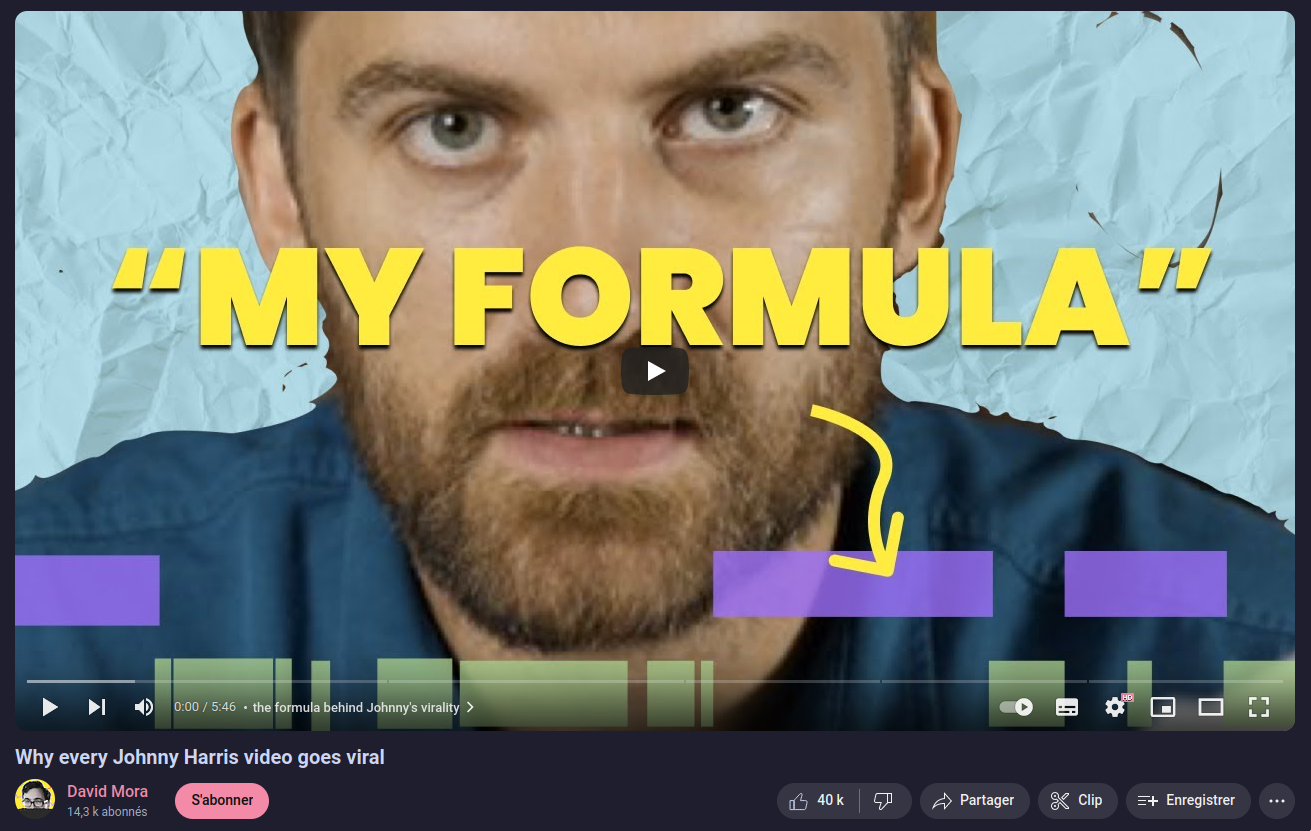 “MY FORMULA”
0:00 / 5:46 • the formula behind Johnny's virality
HD
Why every Johnny Harris video goes viral
David Mora
14,3 k abonnés
S'abonner
40 k
Partager
Clip
Enregistrer